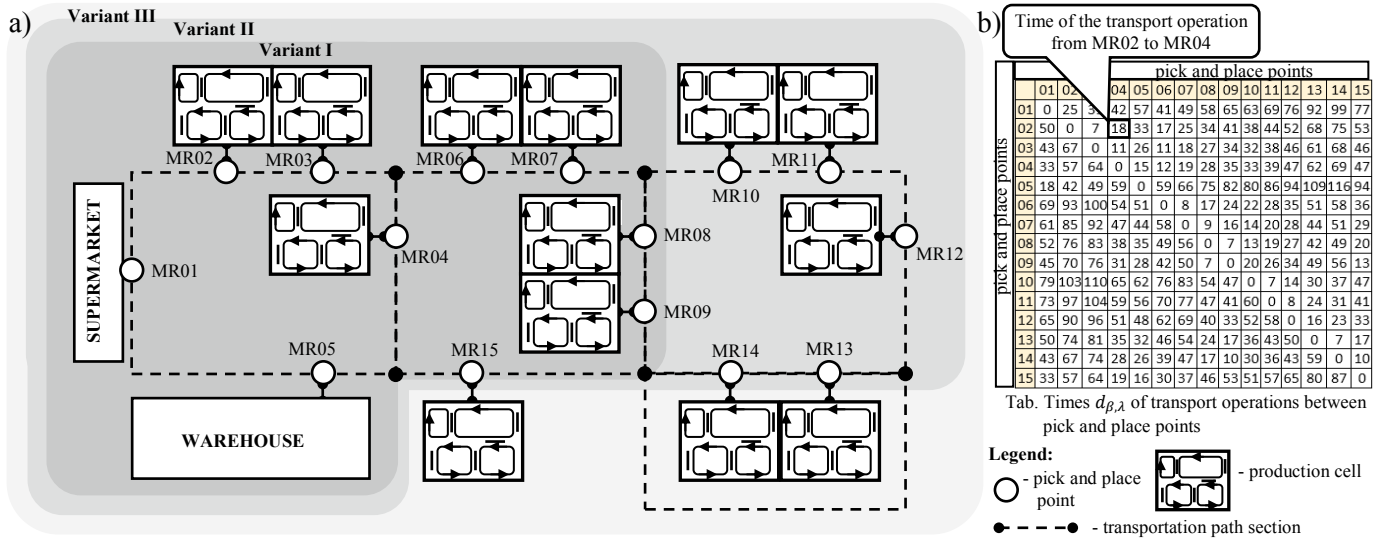 a)
Variant III
Variant II
Variant I
MR02
MR03
MR06
MR07
MR10
MR11
SUPERMARKET
MR01
MR04
MR08
MR12
MR09
MR05
MR15
MR14
MR13
WAREHOUSE
b)
Time of the transport operation
from MR02 to MR04
pick and place points
pick and place points
01 02 04 05 06 07 08 09 10 11 12 13 14 15
01 0 25 42 57 41 49 58 65 63 69 76 92 99 77
02 50 0 7 18 33 17 25 34 41 38 44 52 68 75 53
03 43 67 0 11 26 11 18 27 34 32 38 46 61 68 46
04 33 57 64 0 15 12 19 28 35 33 39 47 62 69 47
05 18 42 49 59 0 59 66 75 82 80 86 94 109 116 94
06 69 93 100 54 51 0 8 17 24 22 28 35 51 58 36
07 61 85 92 47 44 58 0 9 16 14 20 28 44 51 29
08 52 76 83 38 35 49 56 0 7 13 19 27 42 49 20
09 45 70 76 31 28 42 50 7 0 20 26 34 49 56 13
10 79 103 110 65 62 76 83 54 47 0 7 14 30 37 47
11 73 97 104 59 56 70 77 47 41 60 0 8 24 31 41
12 65 90 96 51 48 62 69 40 33 52 58 0 16 23 33
13 50 74 81 35 32 46 54 24 17 36 43 50 0 7 17
14 43 67 74 28 26 39 47 17 10 30 36 43 59 0 10
15 33 57 64 19 16 30 37 46 53 51 57 65 80 87 0
Tab. Times dβ,λ of transport operations between
pick and place points
Legend:
- pick and place
point
- production cell
- transportation path section